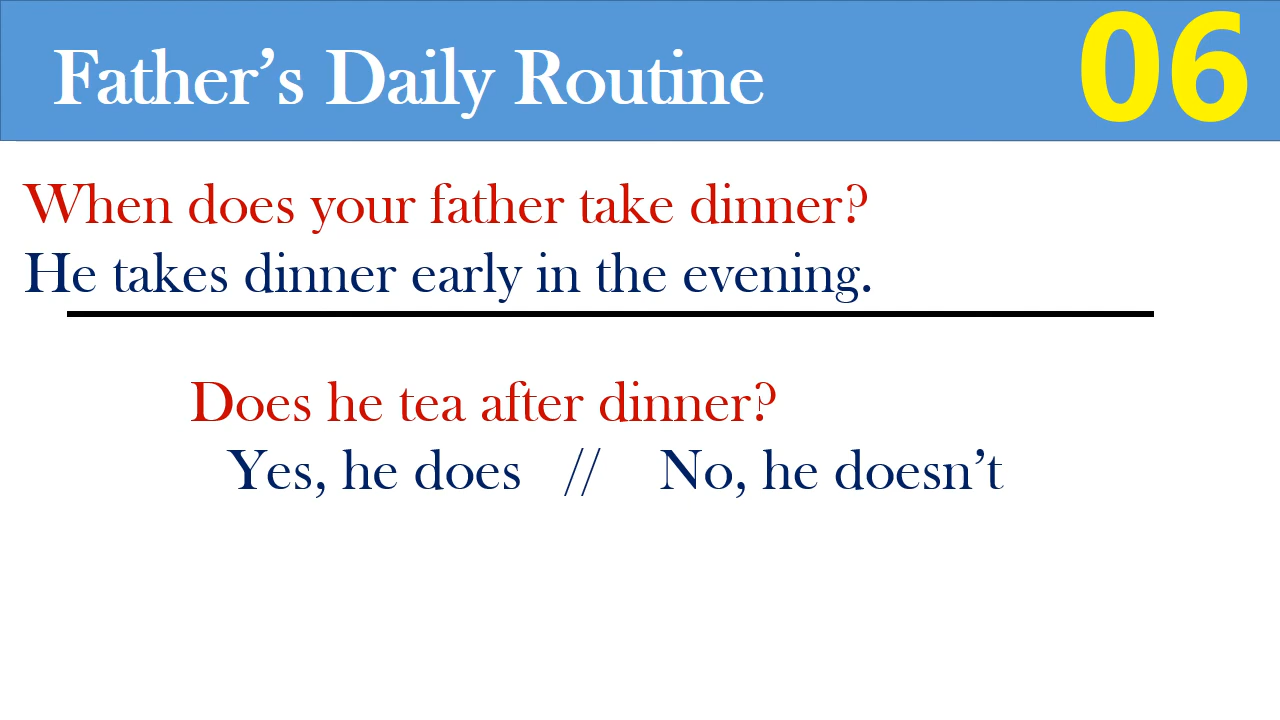 Father’s Daily Routine
06
When does your father take dinner?
He takes dinner early in the evening.
Does he tea after dinner?
Yes, he does // No, he doesn’t